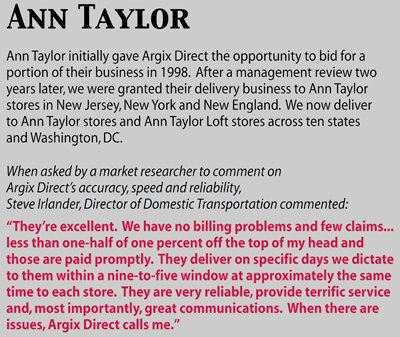 ANN TAYLOR
Ann Taylor initially gave Argix Direct the opportunity to bid for a
portion of their business in 1998. After a management review two
years later, we were granted their delivery business to Ann Taylor
stores in New Jersey, New York and New England. We now deliver
to Ann Taylor stores and Ann Taylor Loft stores across ten states
and Washington, DC.
When asked by a market researcher to comment on
Argix Direct's accuracy, speed and reliability,
Steve Irlander, Director of Domestic Transportation commented:
“They're excellent. We have no billing problems and few claims...
less than one-half of one percent off the top of my head and
those are paid promptly. They deliver on specific days we dictate
to them within a nine-to-five window at approximately the same
time to each store. They are very reliable, provide terrific service
and, most importantly, great communications. When there are
issues, Argix Direct calls me.”